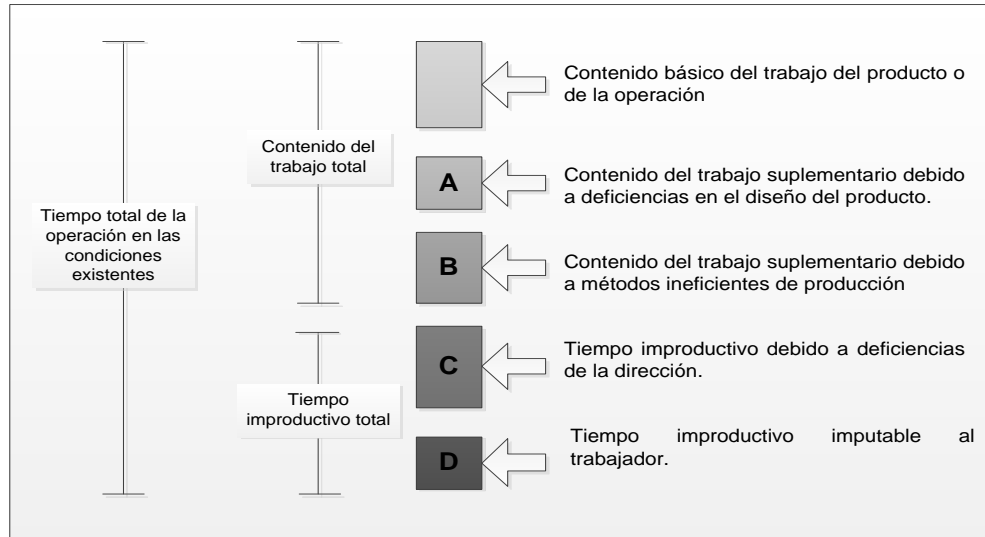 Tiempo total de la
operación en las
condiciones
existentes
Contenido del
trabajo total
Tiempo
improductivo total
Contenido básico del trabajo del producto o
de la operación
A
Contenido del trabajo suplementario debido
a deficiencias en el diseño del producto.
B
Contenido del trabajo suplementario debido
a métodos ineficientes de producción
C
Tiempo improductivo debido a deficiencias
de la dirección.
D
Tiempo improductivo imputable al
trabajador.